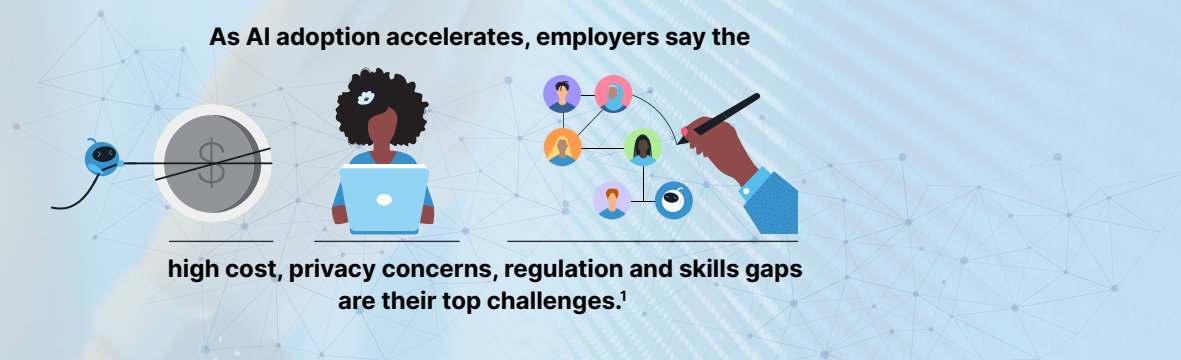 As AI adoption accelerates, employers say the
$
high cost, privacy concerns, regulation and skills gaps
are their top challenges.¹